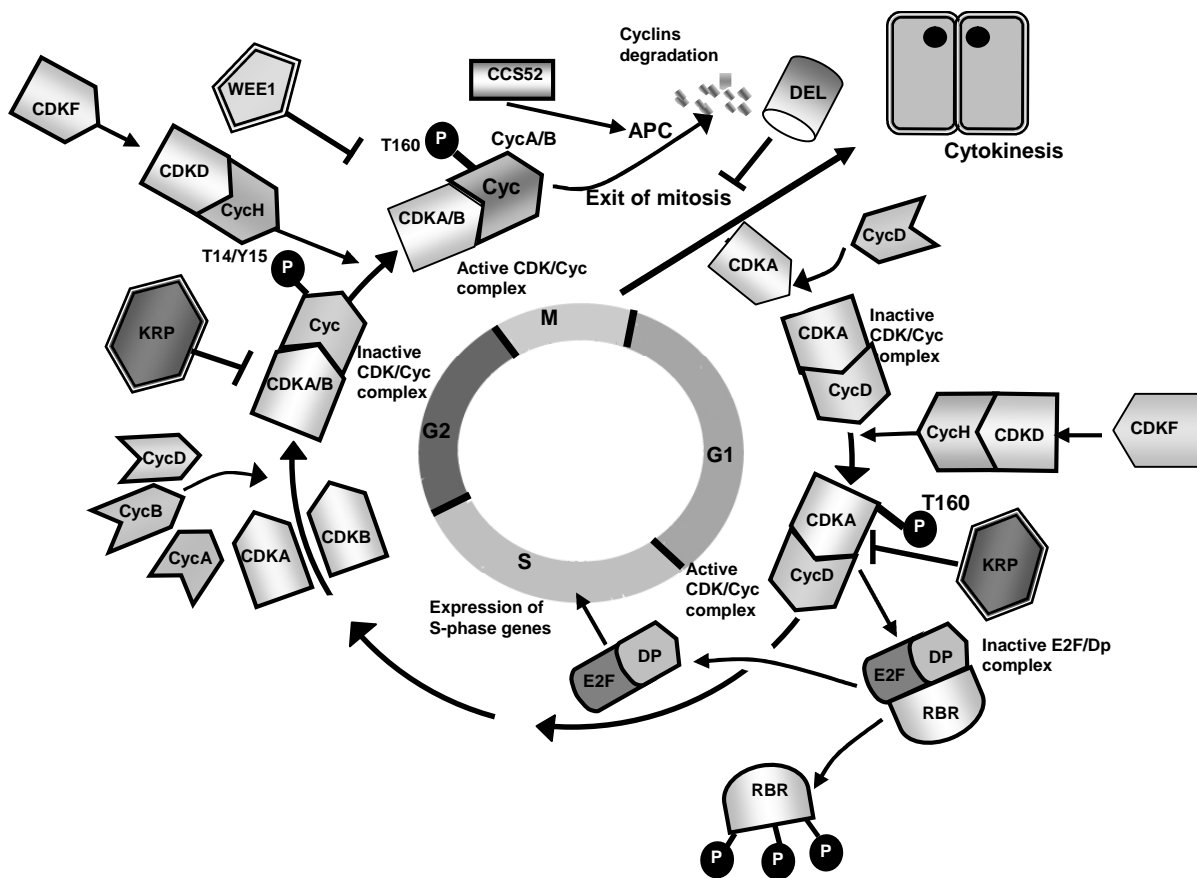 Cyclins
degradation
CCS52
DEL
WEE1
CDKF
APC
T160
P
CycA/B
Cyc
CDKA/B
Cytokinesis
Exit of mitosis
CDKD
CycH
T14/Y15
P
CycD
CDKA
Active CDK/Cyc
complex
KRP
Cyc
CDKA/B
Inactive
CDK/Cyc
complex
M
CDKA
CycD
Inactive
CDK/Cyc
complex
G2
G1
S
CycH
CDKD
CDKF
CycD
CycB
CycA
CDKA
CDKB
CDKA
CycD
T160
P
KRP
Active
CDK/Cyc
complex
Expression of
S-phase genes
E2F
DP
E2F
DP
RBR
Inactive E2F/Dp
complex
RBR
P
P
P